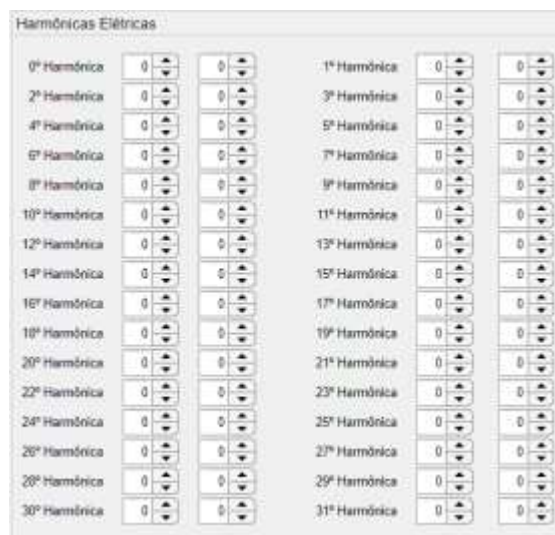 Harmônicas Elétricas
0ª Harmônica 0 0 1ª Harmônica 0 0
2ª Harmônica 0 0 3ª Harmônica 0 0
4ª Harmônica 0 0 5ª Harmônica 0 0
6ª Harmônica 0 0 7ª Harmônica 0 0
8ª Harmônica 0 0 9ª Harmônica 0 0
10ª Harmônica 0 0 11ª Harmônica 0 0
12ª Harmônica 0 0 13ª Harmônica 0 0
14ª Harmônica 0 0 15ª Harmônica 0 0
16ª Harmônica 0 0 17ª Harmônica 0 0
18ª Harmônica 0 0 19ª Harmônica 0 0
20ª Harmônica 0 0 21ª Harmônica 0 0
22ª Harmônica 0 0 23ª Harmônica 0 0
24ª Harmônica 0 0 25ª Harmônica 0 0
26ª Harmônica 0 0 27ª Harmônica 0 0
28ª Harmônica 0 0 29ª Harmônica 0 0
30ª Harmônica 0 0 31ª Harmônica 0 0